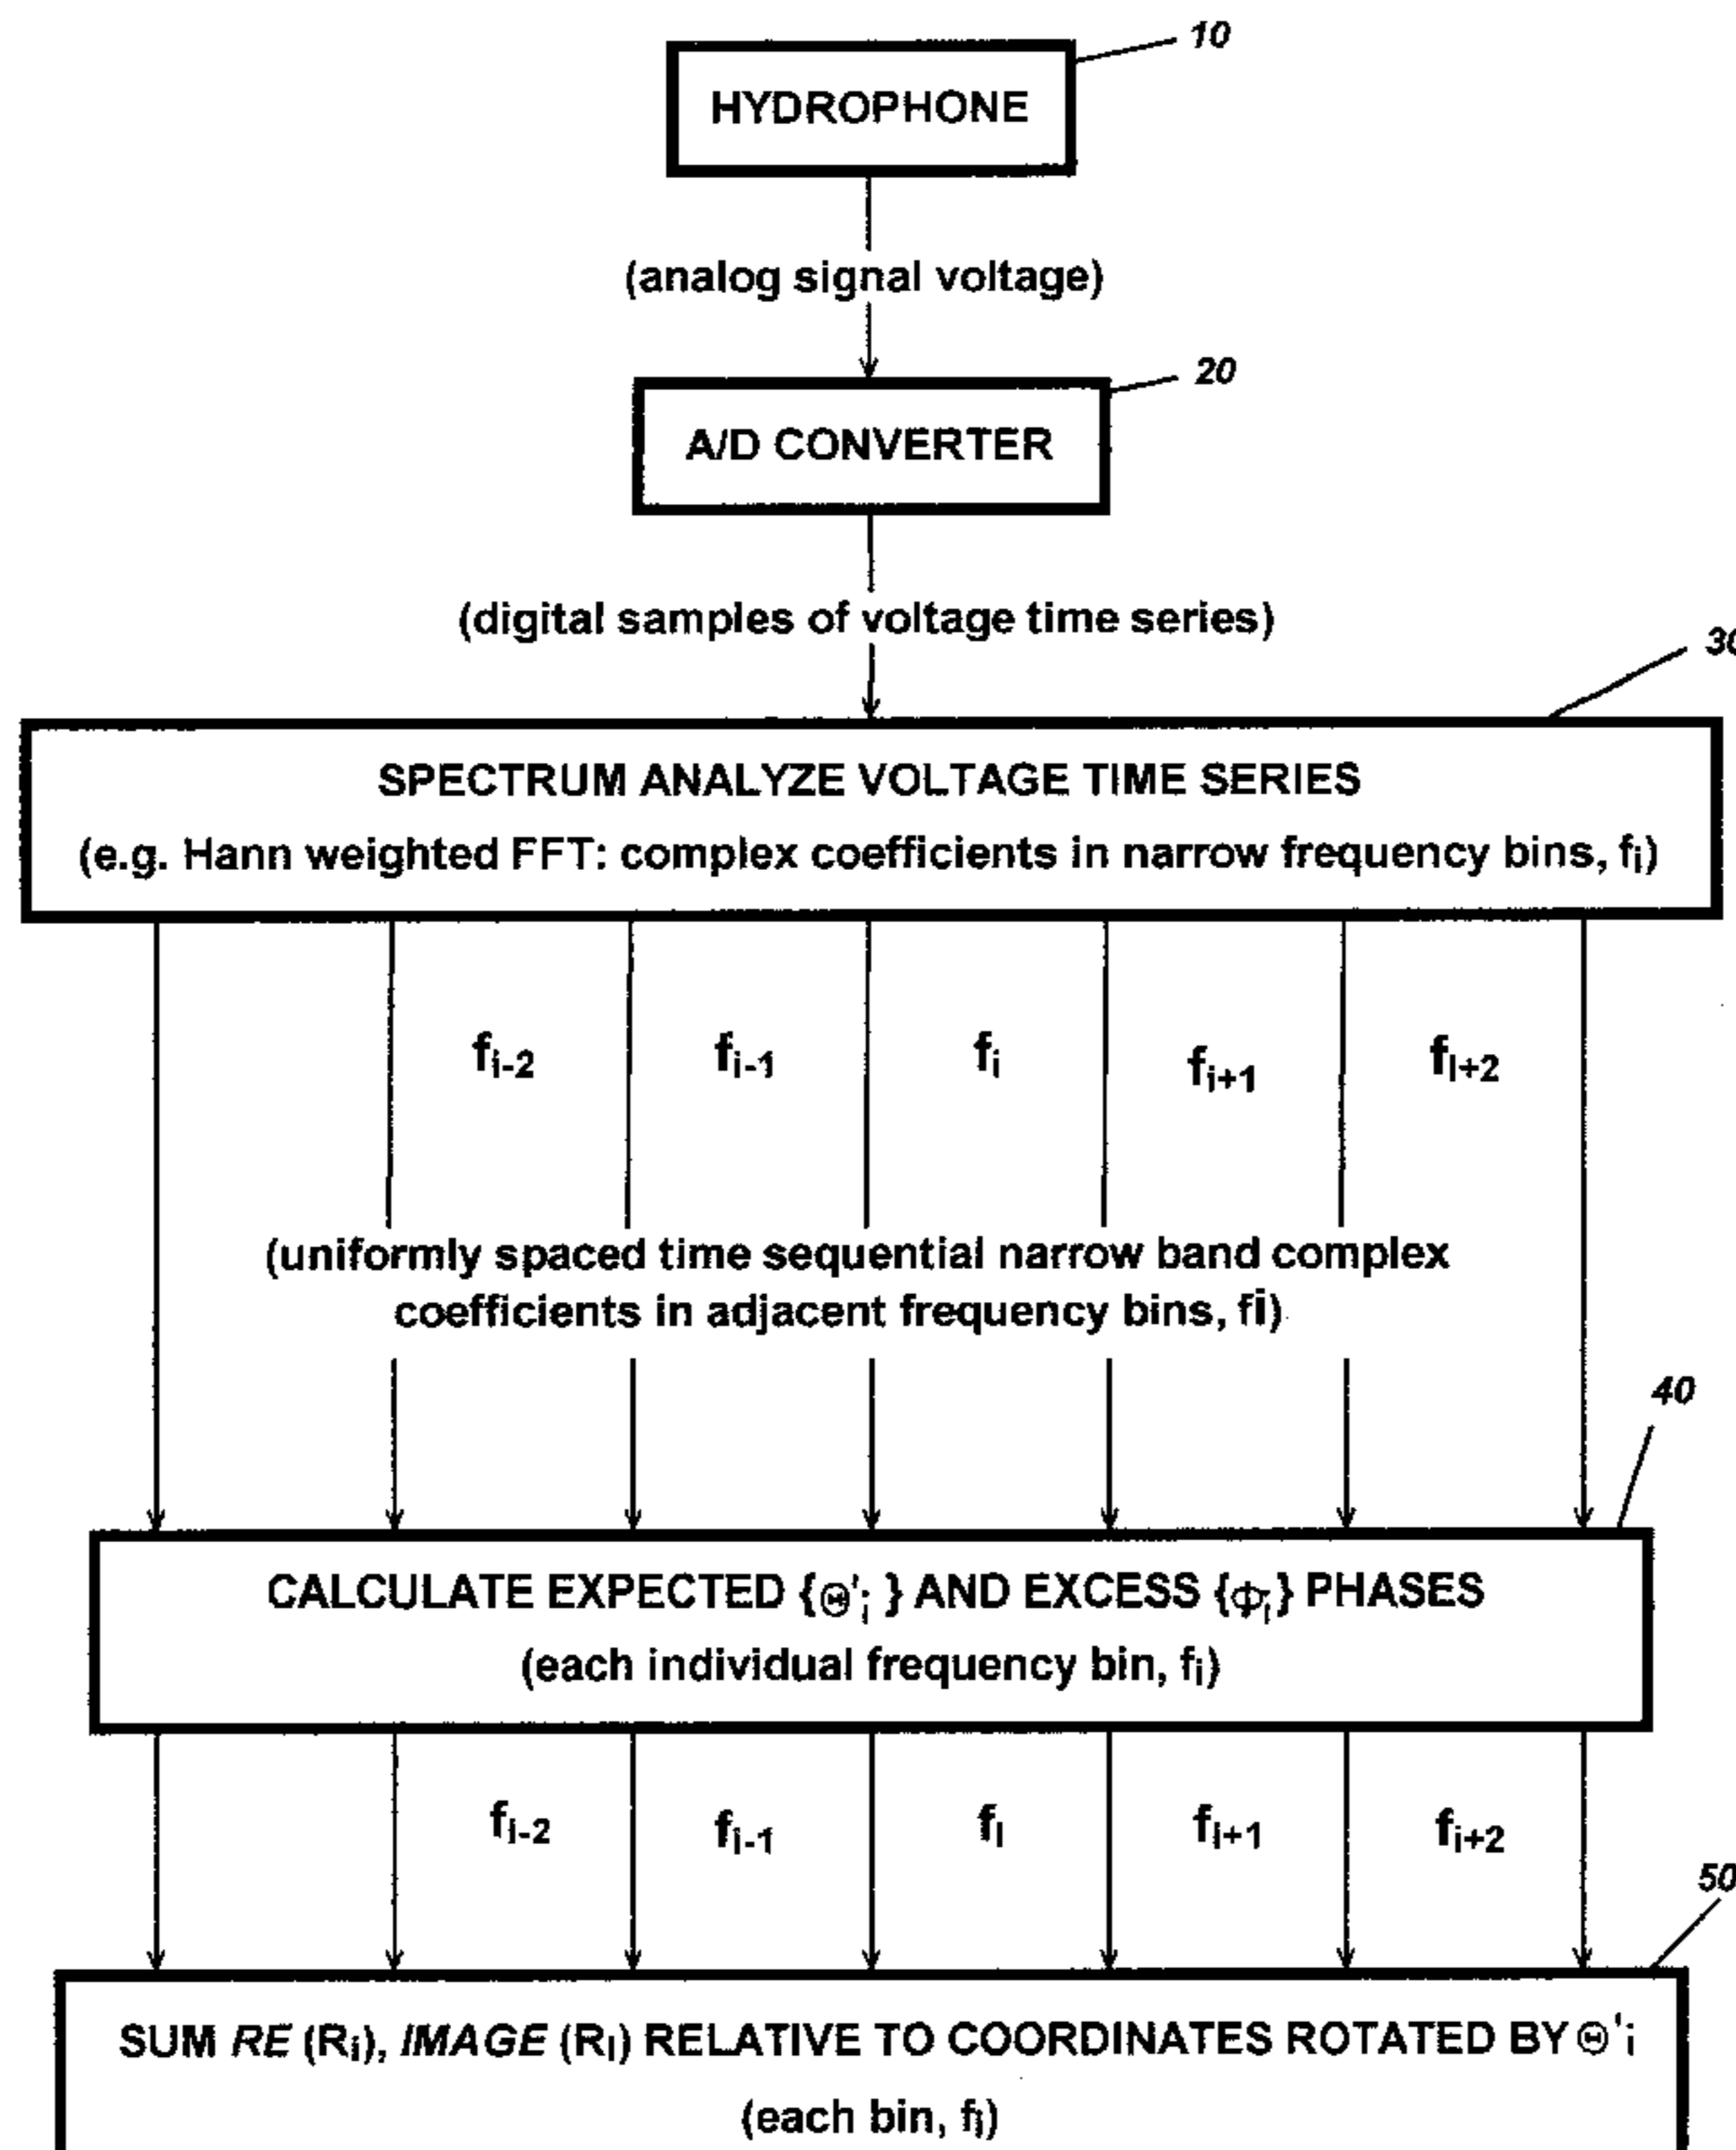 10
HYDROPHONE
(analog signal voltage)
20
A/D CONVERTER
(digital samples of voltage time series)
30
SPECTRUM ANALYZE VOLTAGE TIME SERIES
(e.g. Hann weighted FFT: complex coefficients in narrow frequency bins, fi)
fi-2 fi-1 fi fi+1 fi+2
(uniformly spaced time sequential narrow band complex
coefficients in adjacent frequency bins, fi)
40
CALCULATE EXPECTED {Θ'i } AND EXCESS {Φi} PHASES
(each individual frequency bin, fi)
fi-2 fi-1 fi fi+1 fi+2
50
SUM RE (Ri), IMAGE (Ri) RELATIVE TO COORDINATES ROTATED BY Θ'i
(each bin, fi)